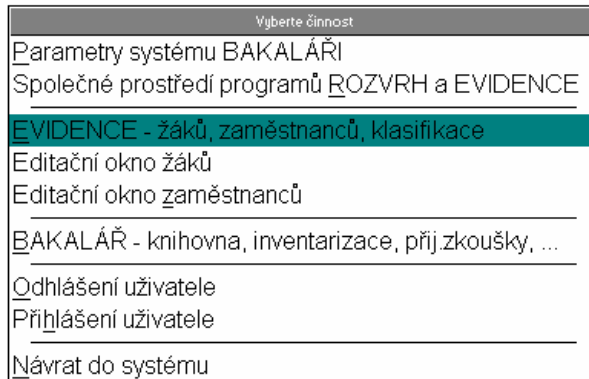 Vyberte činnost
Parametry systému BAKALÁŘI
Společné prostředí programů ROZVRH a EVIDENCE
EVIDENCE - žáků, zaměstnanců, klasifikace
Editační okno žáků
Editační okno zaměstnanců
BAKALÁŘ - knihovna, inventarizace, přij.zkoušky, ...
Odhlášení uživatele
Přihlášení uživatele
Návrat do systému